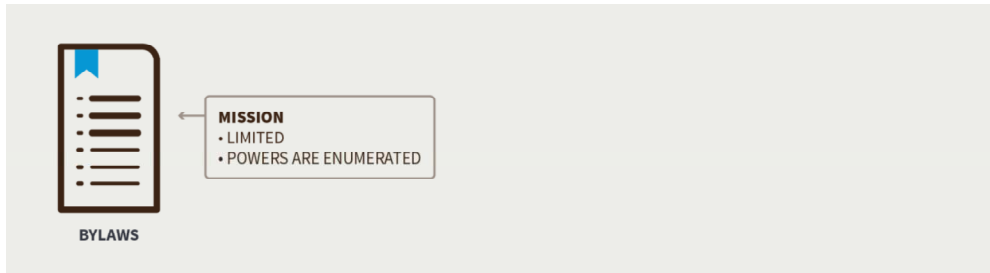 MISSION
• LIMITED
• POWERS ARE ENUMERATED
BYLAWS